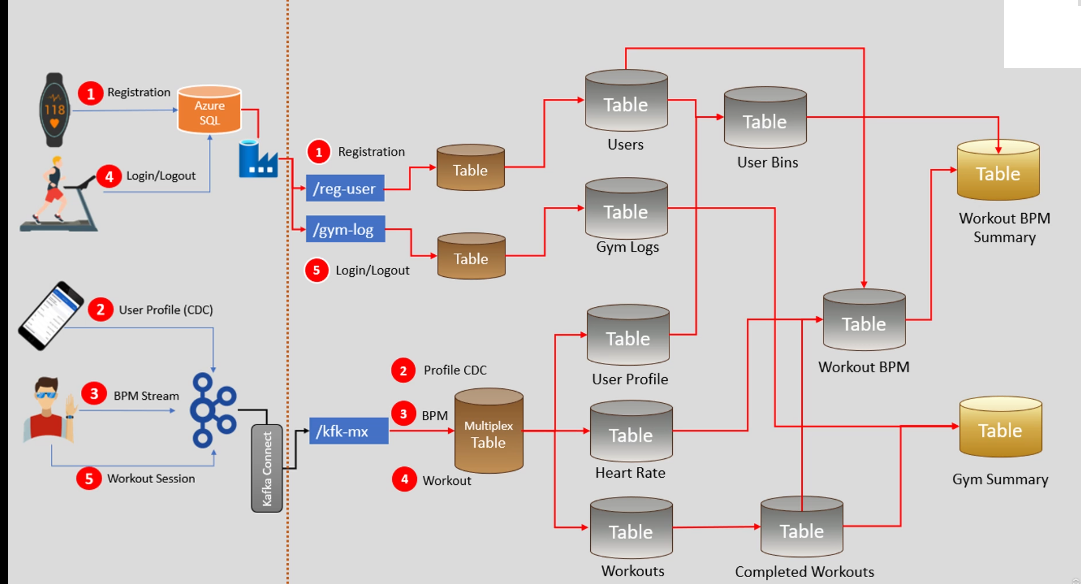 118
1 Registration
Azure
SQL
4 Login/Logout
2 User Profile (CDC)
3 BPM Stream
5 Workout Session
Kafka Connect
1 Registration
/reg-user
/gym-log
5 Login/Logout
/kfk-mx
Table
Table
2 Profile CDC
3 BPM
4 Workout
Multiplex
Table
Table
Users
Table
Gym Logs
Table
User Profile
Table
Heart Rate
Table
Workouts
Table
User Bins
Table
Workout BPM
Table
Completed Workouts
Table
Workout BPM
Summary
Table
Gym Summary